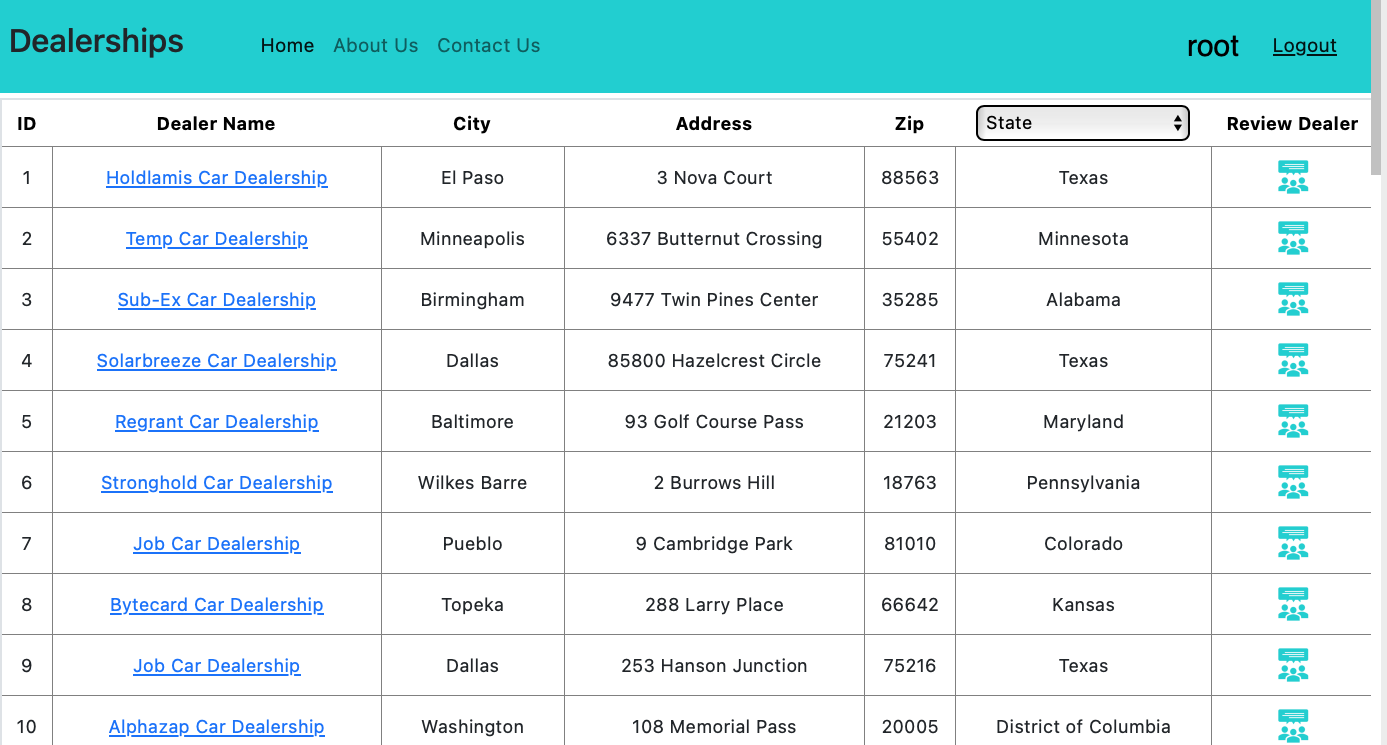 Dealerships Home About Us Contact Us root Logout
ID Dealer Name City Address Zip State Review Dealer
1 Holdlamis Car Dealership El Paso 3 Nova Court 88563 Texas
2 Temp Car Dealership Minneapolis 6337 Butternut Crossing 55402 Minnesota
3 Sub-Ex Car Dealership Birmingham 9477 Twin Pines Center 35285 Alabama
4 Solarbreeze Car Dealership Dallas 85800 Hazelcrest Circle 75241 Texas
5 Regrant Car Dealership Baltimore 93 Golf Course Pass 21203 Maryland
6 Stronghold Car Dealership Wilkes Barre 2 Burrows Hill 18763 Pennsylvania
7 Job Car Dealership Pueblo 9 Cambridge Park 81010 Colorado
8 Bytecard Car Dealership Topeka 288 Larry Place 66642 Kansas
9 Job Car Dealership Dallas 253 Hanson Junction 75216 Texas
10 Alphazap Car Dealership Washington 108 Memorial Pass 20005 District of Columbia